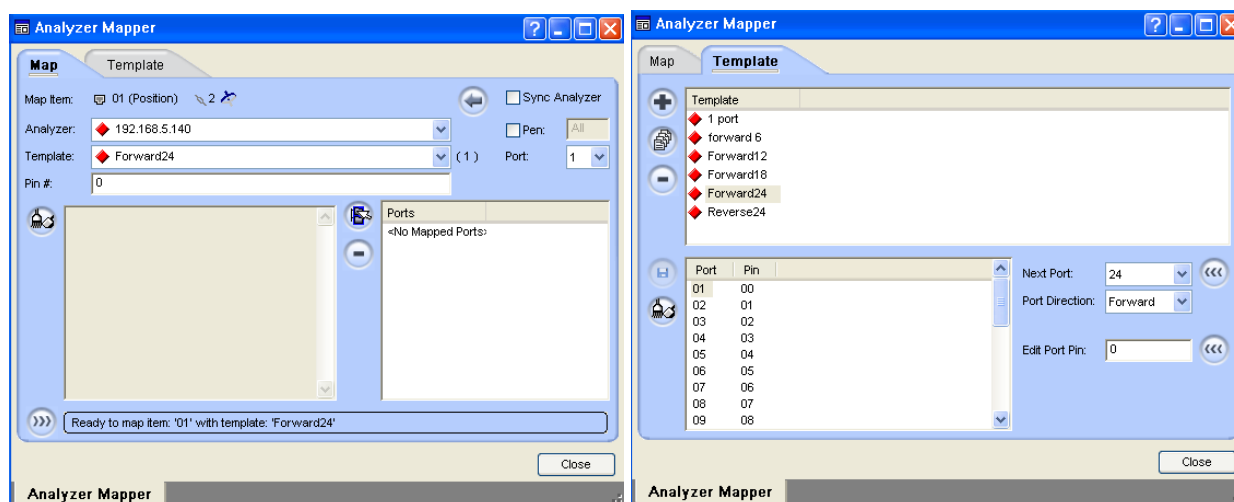 Analyzer Mapper
Map Template
Map Item: 01 (Position) 2 Sync Analyzer
Analyzer: 192.168.5.140 Pen: All
Template: Forward24 ( 1 ) Port: 1
Pin #: 0
Ports
<No Mapped Ports>
Ready to map item: '01' with template: 'Forward24'
Close
Analyzer Mapper
Analyzer Mapper
Map Template
Template
1 port
forward 6
Forward12
Forward18
Forward24
Reverse24
Port Pin
01 00
02 01
03 02
04 03
05 04
06 05
07 06
08 07
09 08
Next Port: 24
Port Direction: Forward
Edit Port Pin: 0
Close
Analyzer Mapper